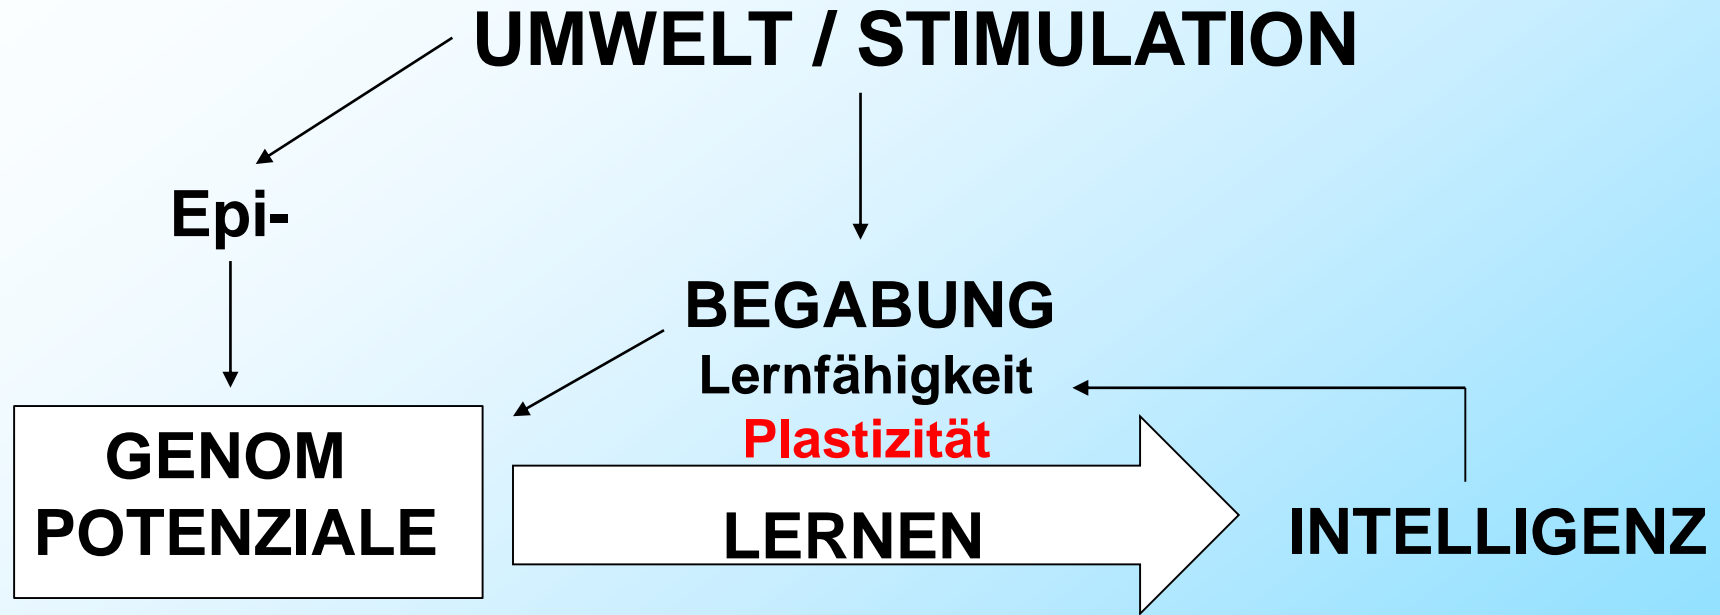 UMWELT / STIMULATION
Epi-
BEGABUNG
Lernfähigkeit
Plastizität
GENOM
POTENZIALE
LERNEN
INTELLIGENZ